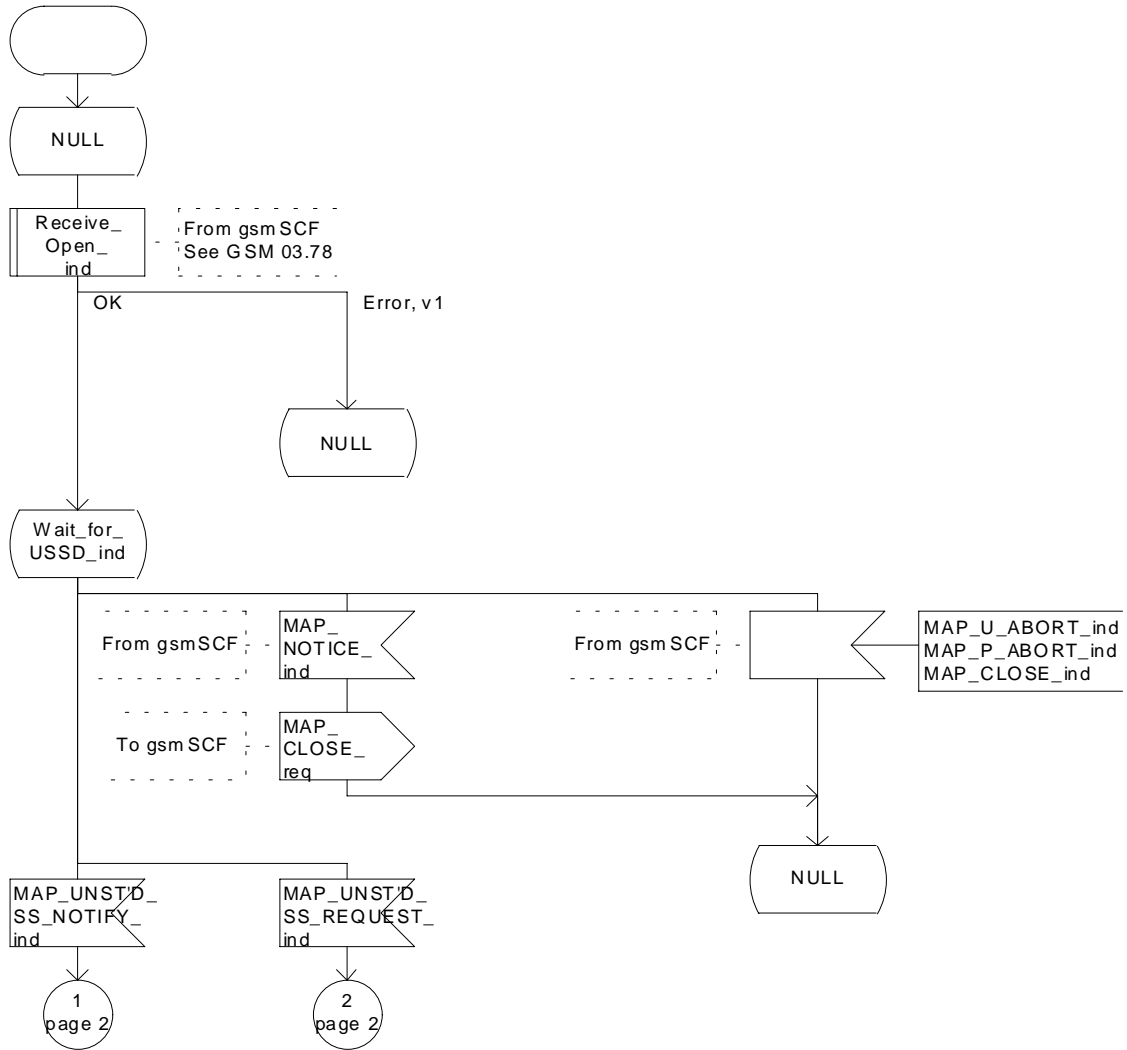 NULL
Receive_
Open_
ind
From gsmSCF
See GSM 03.78
OK
Error, v1
NULL
Wait_for_
USSD_ind
From gsmSCF
MAP_
NOTICE_
ind
From gsmSCF
MAP_U_ABORT_ind
MAP_P_ABORT_ind
MAP_CLOSE_ind
To gsmSCF
MAP_
CLOSE_
req
NULL
MAP_UNST'D_
SS_NOTIFY_
ind
MAP_UNST'D_
SS_REQUEST_
ind
1
page 2
2
page 2